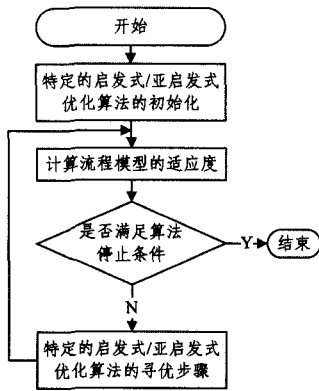 开始
特定的启发式/亚启发式
优化算法的初始化
计算流程模型的适应度
是否满足算法
停止条件
Y
结束
N
特定的启发式/亚启发式
优化算法的寻优步骤